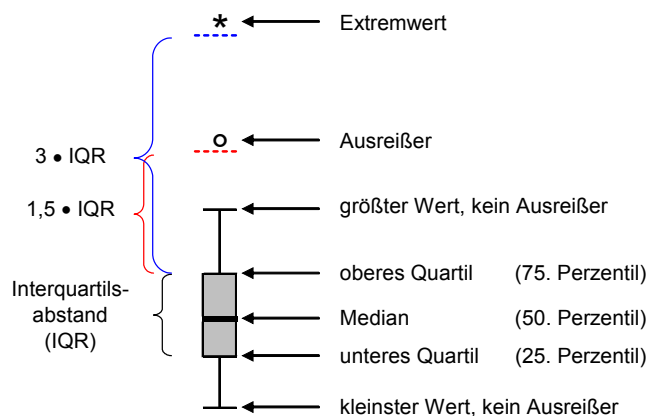 * Extremwert
Ausreißer
3 • IQR
1,5 • IQR
größter Wert, kein Ausreißer
oberes Quartil (75. Perzentil)
Interquartils-
abstand
(IQR)
Median (50. Perzentil)
unteres Quartil (25. Perzentil)
kleinster Wert, kein Ausreißer